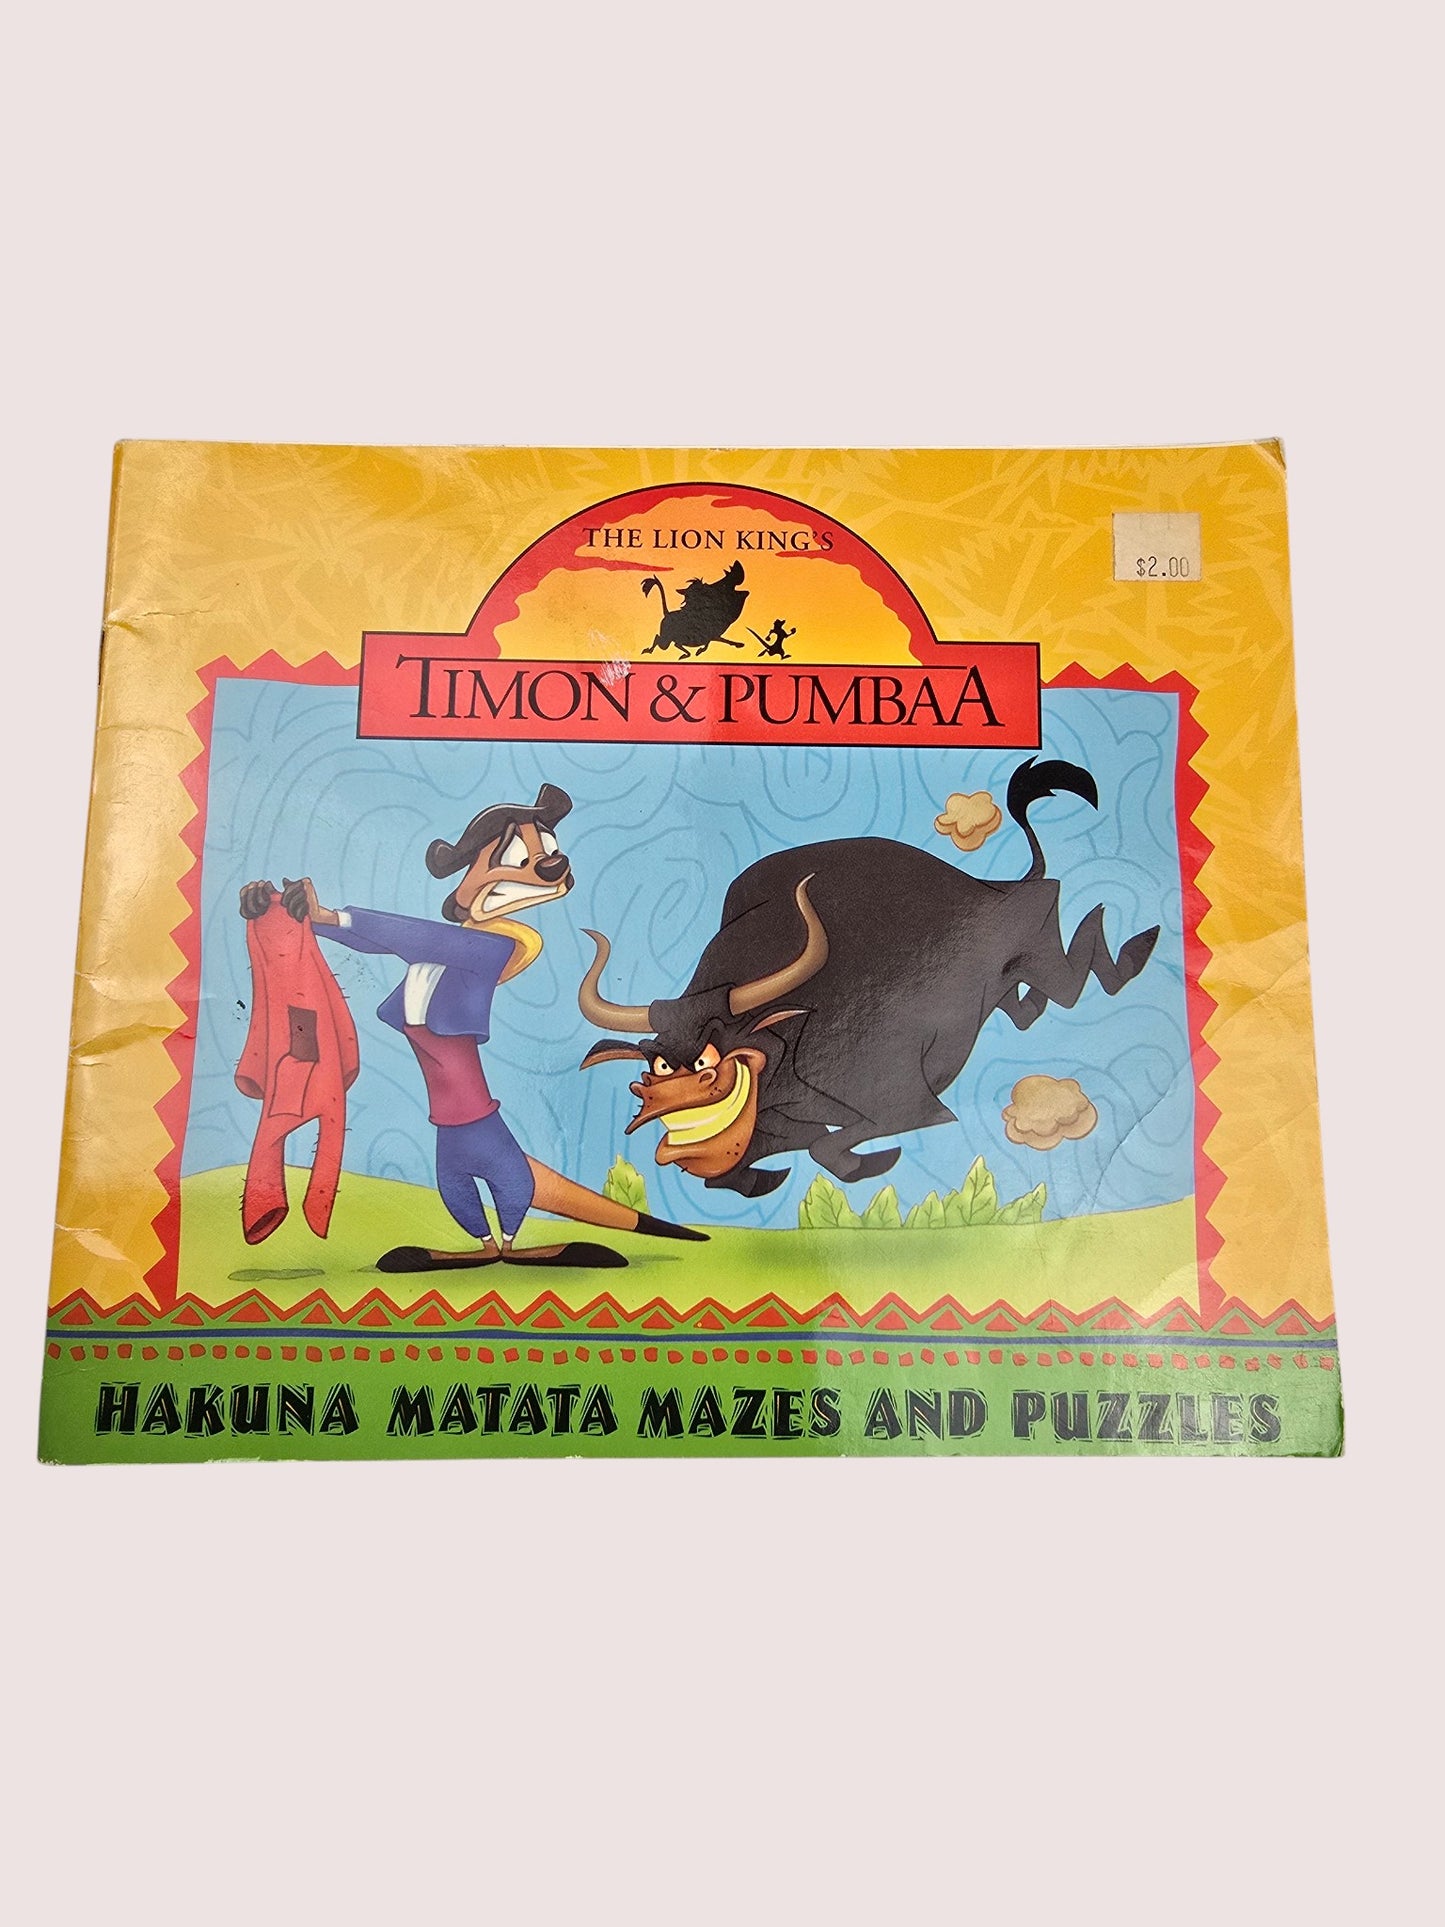 THE LION KING'S
$2.00
TIMON & PUMBAA
HAKUNA MATATA MAZES AND PUZZLES